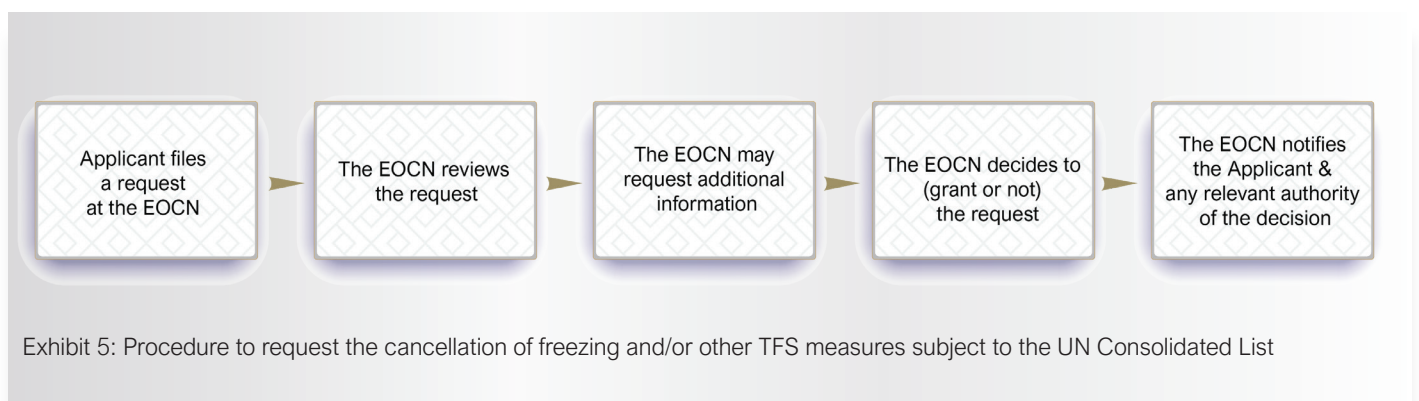 Applicant files
a request
at the EOCN
The EOCN reviews
the request
The EOCN may
request additional
information
The EOCN decides to
(grant or not)
the request
The EOCN notifies
the Applicant &
any relevant authority
of the decision
Exhibit 5: Procedure to request the cancellation of freezing and/or other TFS measures subject to the UN Consolidated List